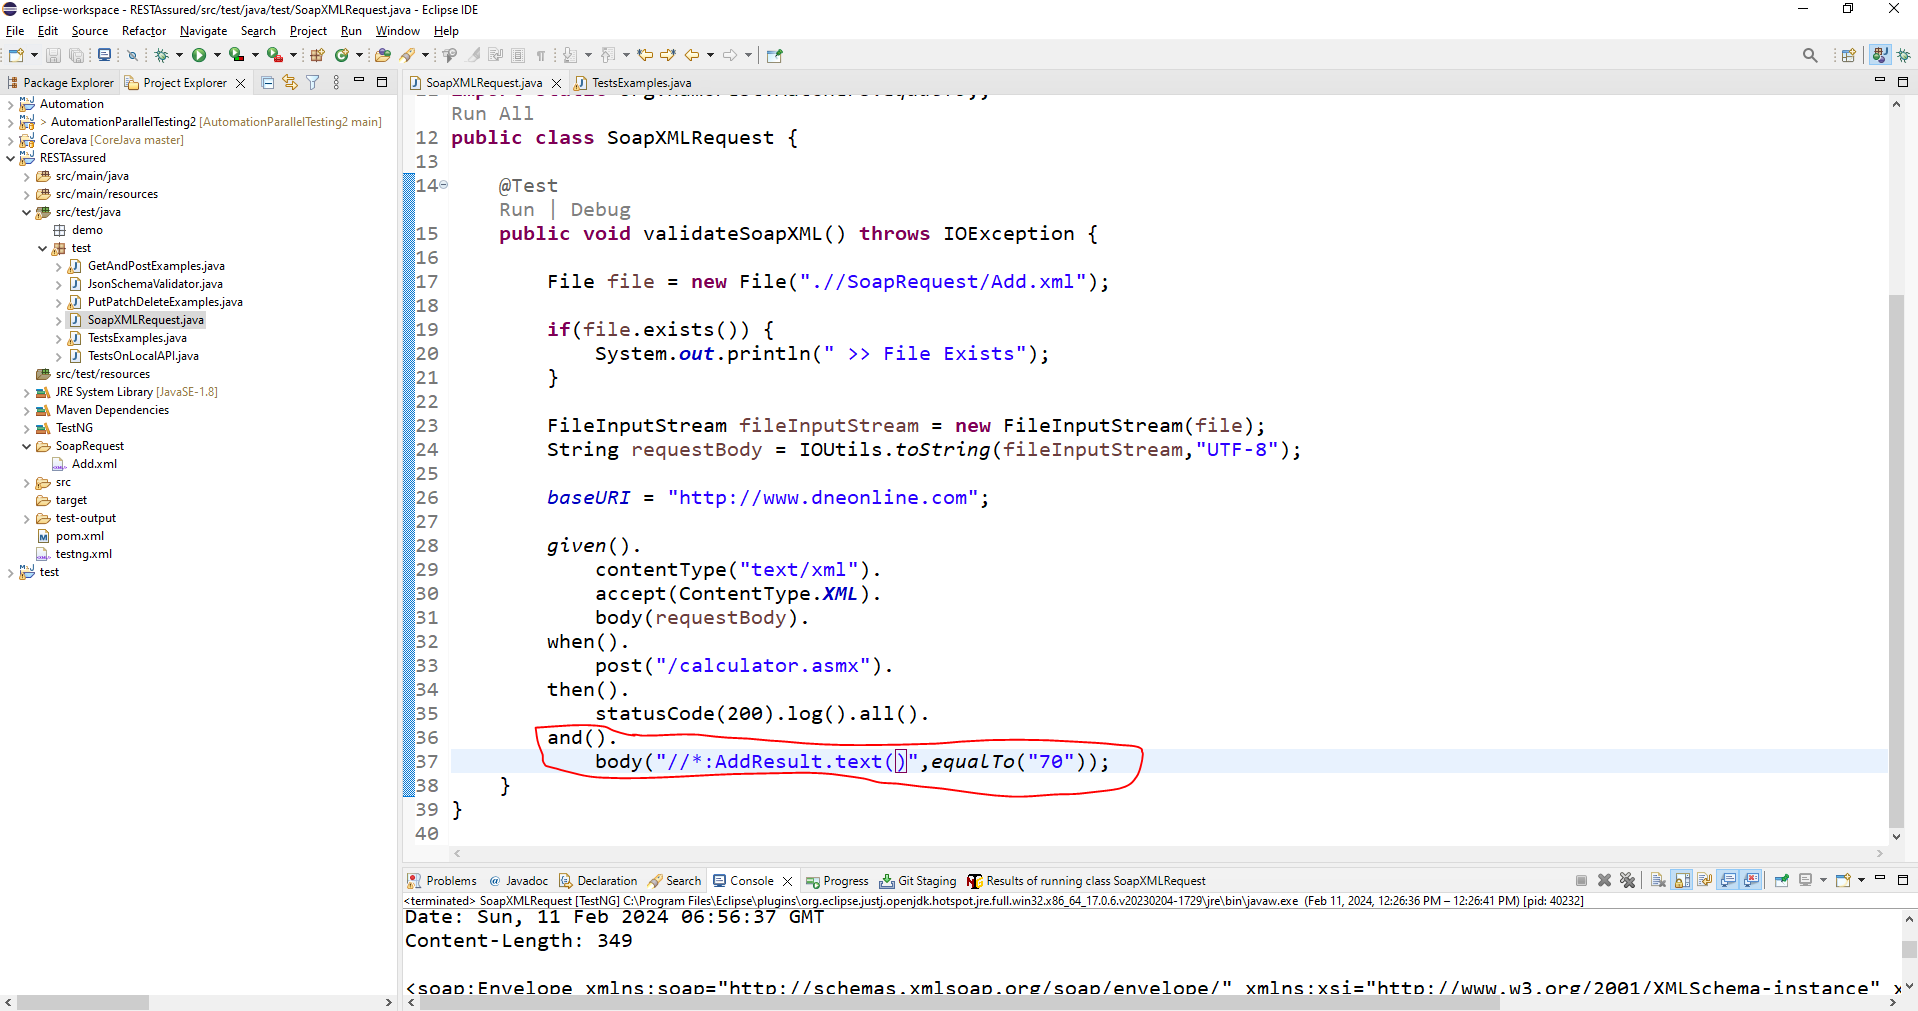 eclipse-workspace - RESTAssured/src/test/java/test/SoapXMLRequest.java - Eclipse IDE
File Edit Source Refactor Navigate Search Project Run Window Help
Package Explorer Project Explorer
Automation
> AutomationParallelTesting2 [AutomationParallelTesting2 main]
CoreJava [CoreJava master]
RESTAssured
src/main/java
src/main/resources
src/test/java
demo
test
GetAndPostExamples.java
JsonSchemaValidator.java
PutPatchDeleteExamples.java
SoapXMLRequest.java
TestsExamples.java
TestsOnLocalAPI.java
src/test/resources
JRE System Library [JavaSE-1.8]
Maven Dependencies
TestNG
SoapRequest
Add.xml
src
target
test-output
pom.xml
testng.xml
test
SoapXMLRequest.java TestsExamples.java
Run All
12 public class SoapXMLRequest {
13
14 @Test
Run | Debug
15 public void validateSoapXML() throws IOException {
16
17 File file = new File(".//SoapRequest/Add.xml");
18
19 if(file.exists()) {
20 System.out.println(" >> File Exists");
21 }
22
23 FileInputStream fileInputStream = new FileInputStream(file);
24 String requestBody = IOUtils.toString(fileInputStream,"UTF-8");
25
26 baseURI = "http://www.dneonline.com";
27
28 given().
29 contentType("text/xml").
30 accept(ContentType.XML).
31 body(requestBody).
32 when().
33 post("/calculator.asmx").
34 then().
35 statusCode(200).log().all().
36 and().
37 body("//*:AddResult.text()",equalTo("70"));
38 }
39 }
40
Problems @ Javadoc Declaration Search Console Progress Git Staging Results of running class SoapXMLRequest
<terminated> SoapXMLRequest [TestNG] C:\Program Files\Eclipse\plugins\org.eclipse.justj.openjdk.hotspot.jre.full.win32.x86_64_17.0.6.v20230204-1729\jre\bin\javaw.exe (Feb 11, 2024, 12:26:36 PM – 12:26:41 PM) [pid: 40232]
Date: Sun, 11 Feb 2024 06:56:37 GMT
Content-Length: 349
<soap:Envelope xmlns:soap="http://schemas.xmlsoap.org/soap/envelope/" xmlns:xsi="http://www.w3.org/2001/XMLSchema-instance" x